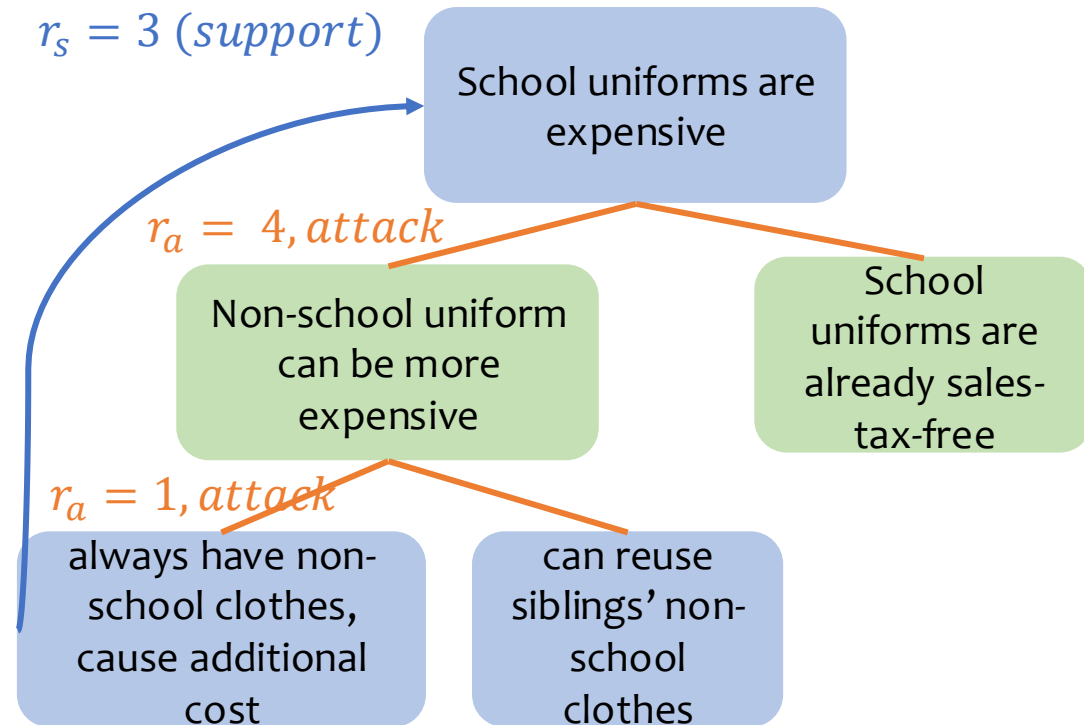 r_s = 3 (support)
School uniforms are
expensive
r_a = 4, attack
Non-school uniform
can be more
expensive
School
uniforms are
already sales-
tax-free
r_a = 1, attack
always have non-
school clothes,
cause additional
cost
can reuse
siblings’ non-
school
clothes